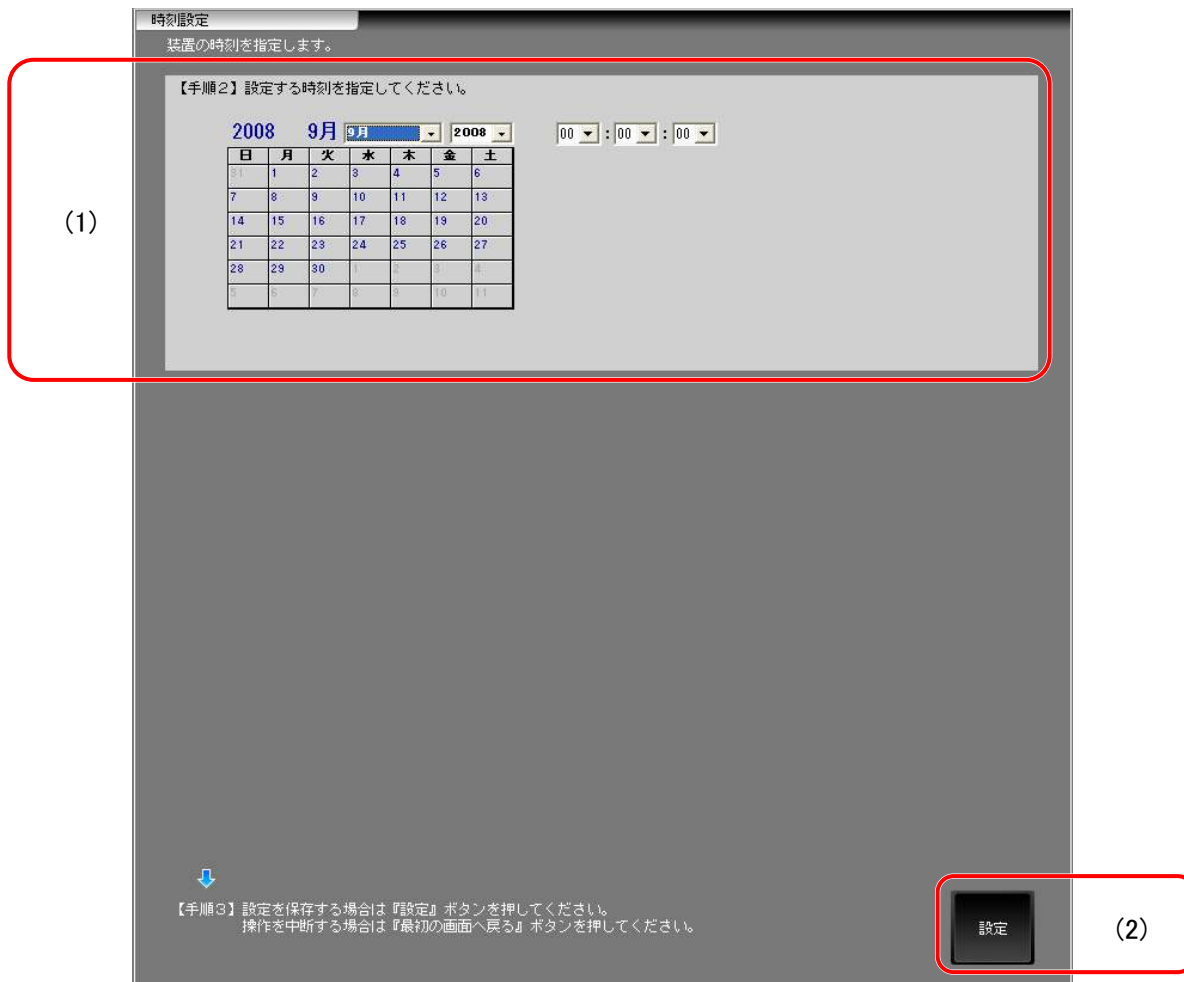 時刻設定
装置の時刻を指定します。
【手順2】設定する時刻を指定してください。
2008 9月 9月 2008 00 : 00 : 00
日 月 火 水 木 金 土
31 1 2 3 4 5 6
7 8 9 10 11 12 13
(1)
14 15 16 17 18 19 20
21 22 23 24 25 26 27
28 29 30 1 2 3 4
5 6 7 8 9 10 11
【手順3】設定を保存する場合は『設定』ボタンを押してください。
操作を中断する場合は『最初の画面へ戻る』ボタンを押してください。
設定
(2)